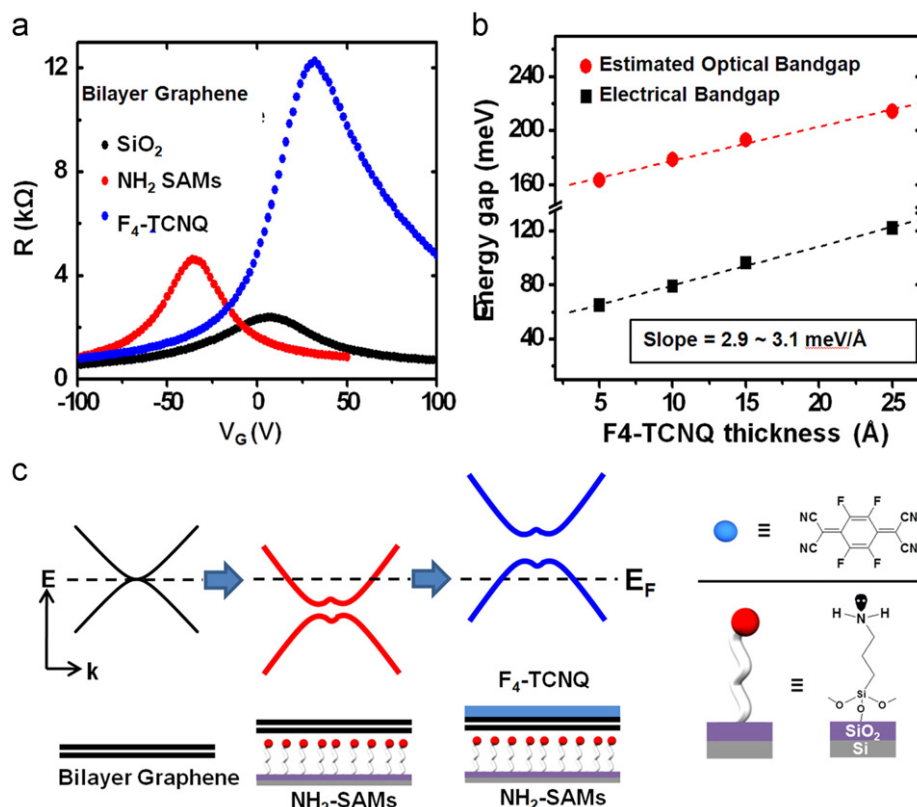 a
12
8
4
0
R (kΩ)
Bilayer Graphene
SiO2
NH2 SAMs
F4-TCNQ
-100 -50 0 50 100
VG (V)
b
240
200
160
120
60
0
Energy gap (meV)
Estimated Optical Bandgap
Electrical Bandgap
Slope = 2.9 ~ 3.1 meV/Å
5 10 15 20 25
F4-TCNQ thickness (Å)
c
E
k
EF
Bilayer Graphene
NH2-SAMs
F4-TCNQ
NH2-SAMs
≡
F F
NC CN
NC CN
F F
≡
H N H
Si
O O
O
SiO2
Si